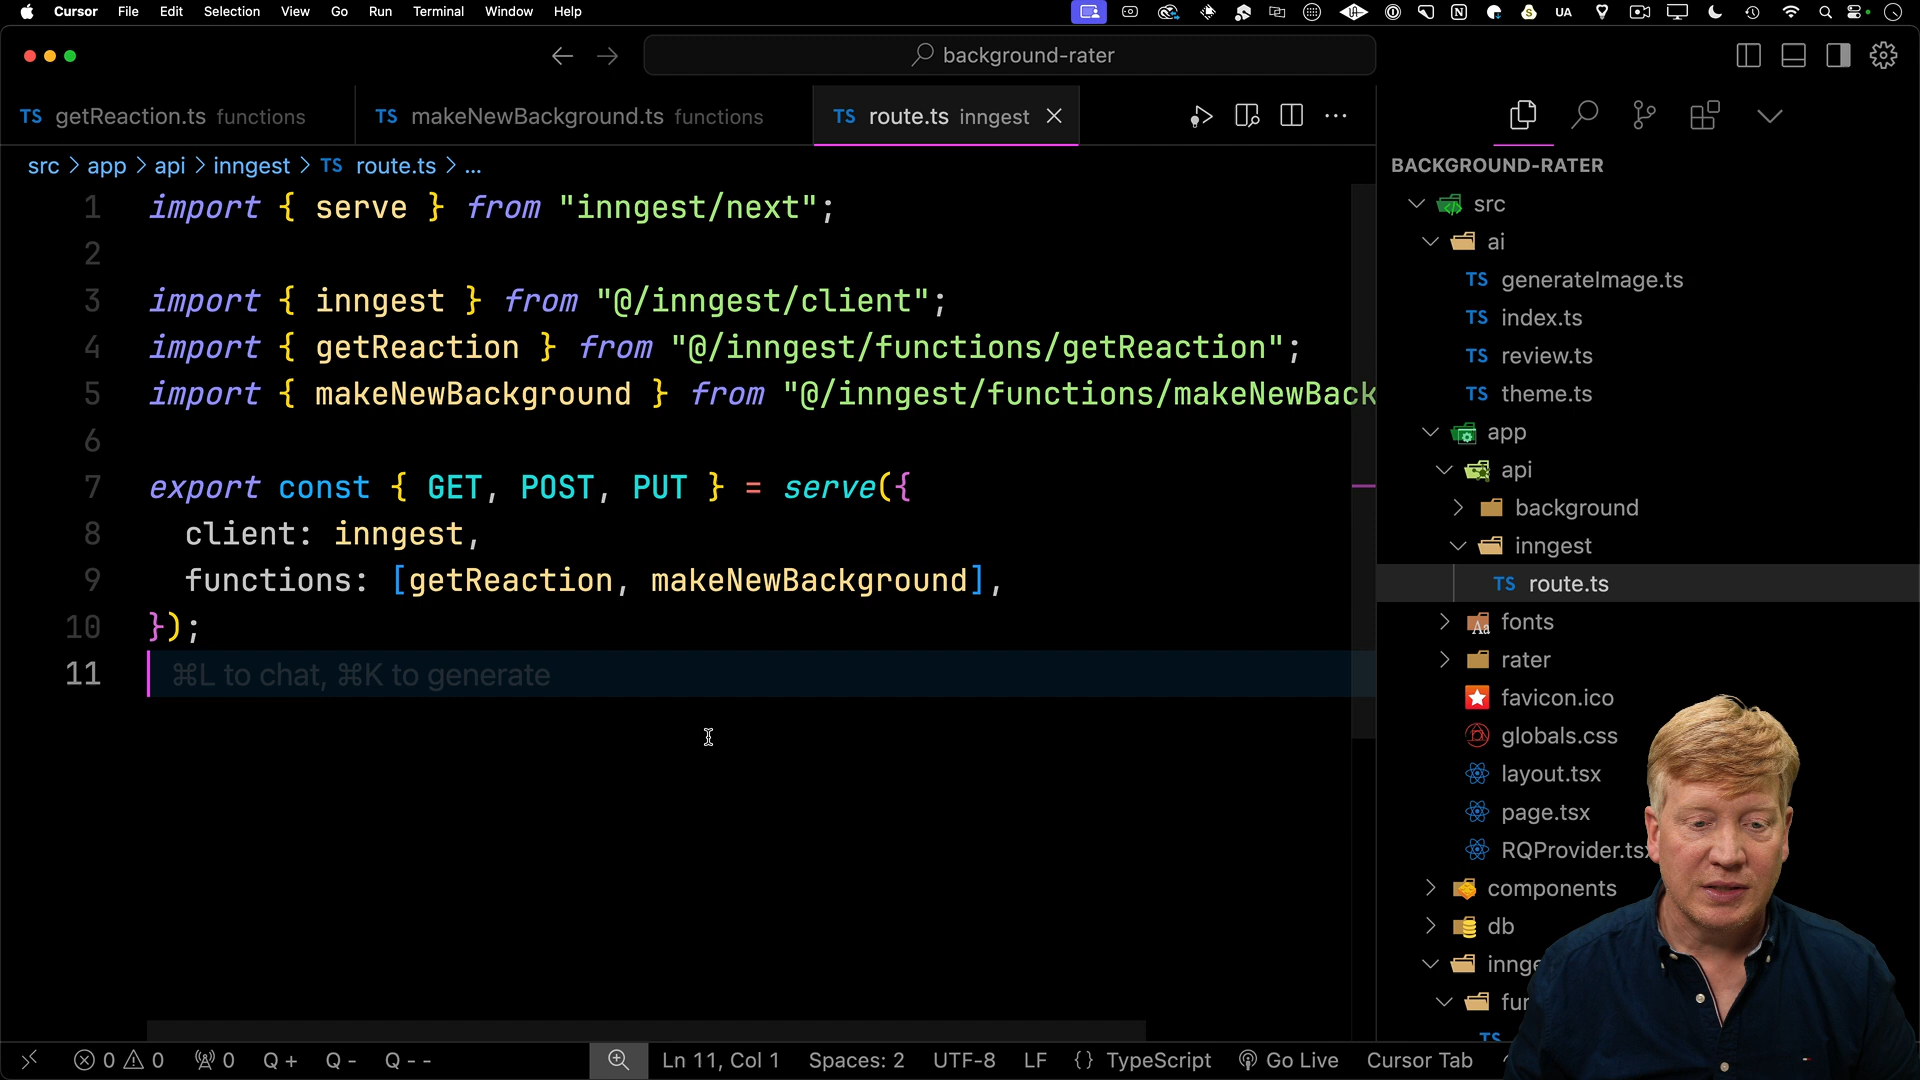 Cursor File Edit Selection View Go Run Terminal Window Help UA
background-rater
TS getReaction.ts functions
TS makeNewBackground.ts functions
TS route.ts inngest
src > app > api > inngest > TS route.ts > ...
1 import { serve } from "inngest/next";
2
3 import { inngest } from "@/inngest/client";
4 import { getReaction } from "@/inngest/functions/getReaction";
5 import { makeNewBackground } from "@/inngest/functions/makeNewBack
6
7 export const { GET, POST, PUT } = serve({
8 client: inngest,
9 functions: [getReaction, makeNewBackground],
10 });
11 ⌘L to chat, ⌘K to generate
BACKGROUND-RATER
src
ai
TS generateImage.ts
TS index.ts
TS review.ts
TS theme.ts
app
api
background
inngest
TS route.ts
Aa fonts
rater
favicon.ico
globals.css
layout.tsx
page.tsx
RQProvider.tsx
components
db
innge
fur
TS
0 0 0 Q + Q - Q - - Ln 11, Col 1 Spaces: 2 UTF-8 LF {} TypeScript Go Live Cursor Tab